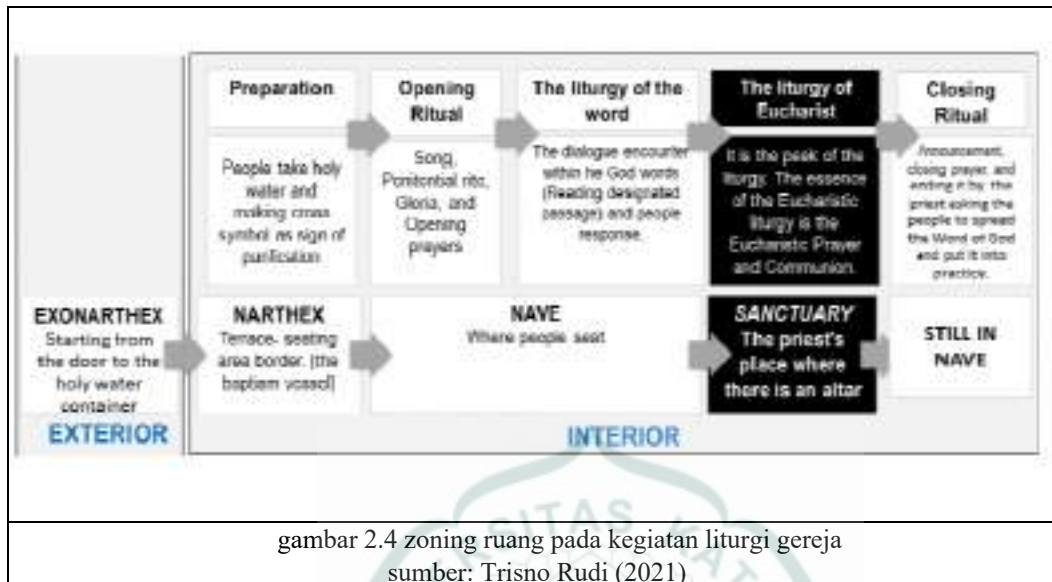 Preparation
People take holy
water and
making cross
symbol as sign of
purification
Opening
Ritual
Song,
Penitential rite,
Gloria, and
Opening
prayers
The liturgy of the
word
The dialogue encounter
within he God words
(Reading designated
passage) and people
response.
The liturgy of
Eucharist
It is the peek of the
liturgy. The essence
of the Eucharistic
liturgy is the
Eucharistic Prayer
and Communion.
Closing
Ritual
Announcement,
closing prayer, and
ending it by, the
priest asking the
people to spread
the Word of God
and put it into
practice.
EXONARTHEX
Starting from
the door to the
holy water
container
EXTERIOR
NARTHEX
Terrace- seating
area border. (the
baptism vessel)
NAVE
Where people seat
SANCTUARY
The priest's
place where
there is an altar
STILL IN
NAVE
INTERIOR
SITAS KAT
gambar 2.4 zoning ruang pada kegiatan liturgi gereja
sumber: Trisno Rudi (2021)